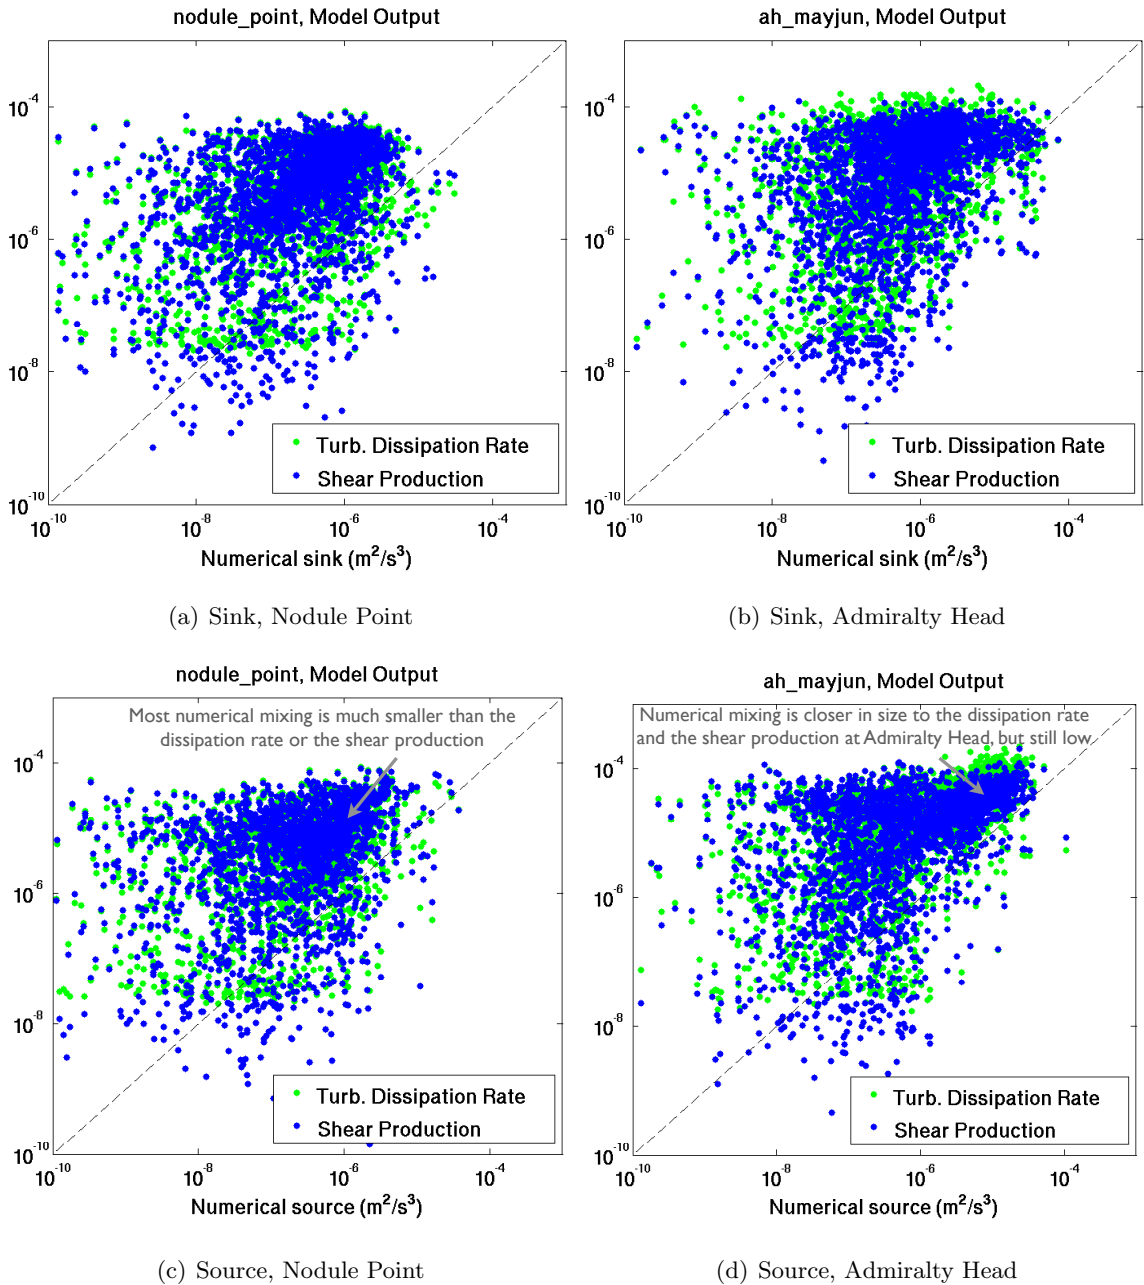 nodule_point, Model Output
10^-4
10^-6
10^-8
10^-10
Turb. Dissipation Rate
Shear Production
10^-10
10^-8
10^-6
10^-4
Numerical sink (m^2/s^3)
(a) Sink, Nodule Point
ah_mayjun, Model Output
10^-4
10^-6
10^-8
10^-10
Turb. Dissipation Rate
Shear Production
10^-10
10^-8
10^-6
10^-4
Numerical sink (m^2/s^3)
(b) Sink, Admiralty Head
nodule_point, Model Output
Most numerical mixing is much smaller than the
dissipation rate or the shear production
10^-4
10^-6
10^-8
10^-10
Turb. Dissipation Rate
Shear Production
10^-10
10^-8
10^-6
10^-4
Numerical source (m^2/s^3)
(c) Source, Nodule Point
ah_mayjun, Model Output
Numerical mixing is closer in size to the dissipation rate
and the shear production at Admiralty Head, but still low
10^-4
10^-6
10^-8
10^-10
Turb. Dissipation Rate
Shear Production
10^-10
10^-8
10^-6
10^-4
Numerical source (m^2/s^3)
(d) Source, Admiralty Head